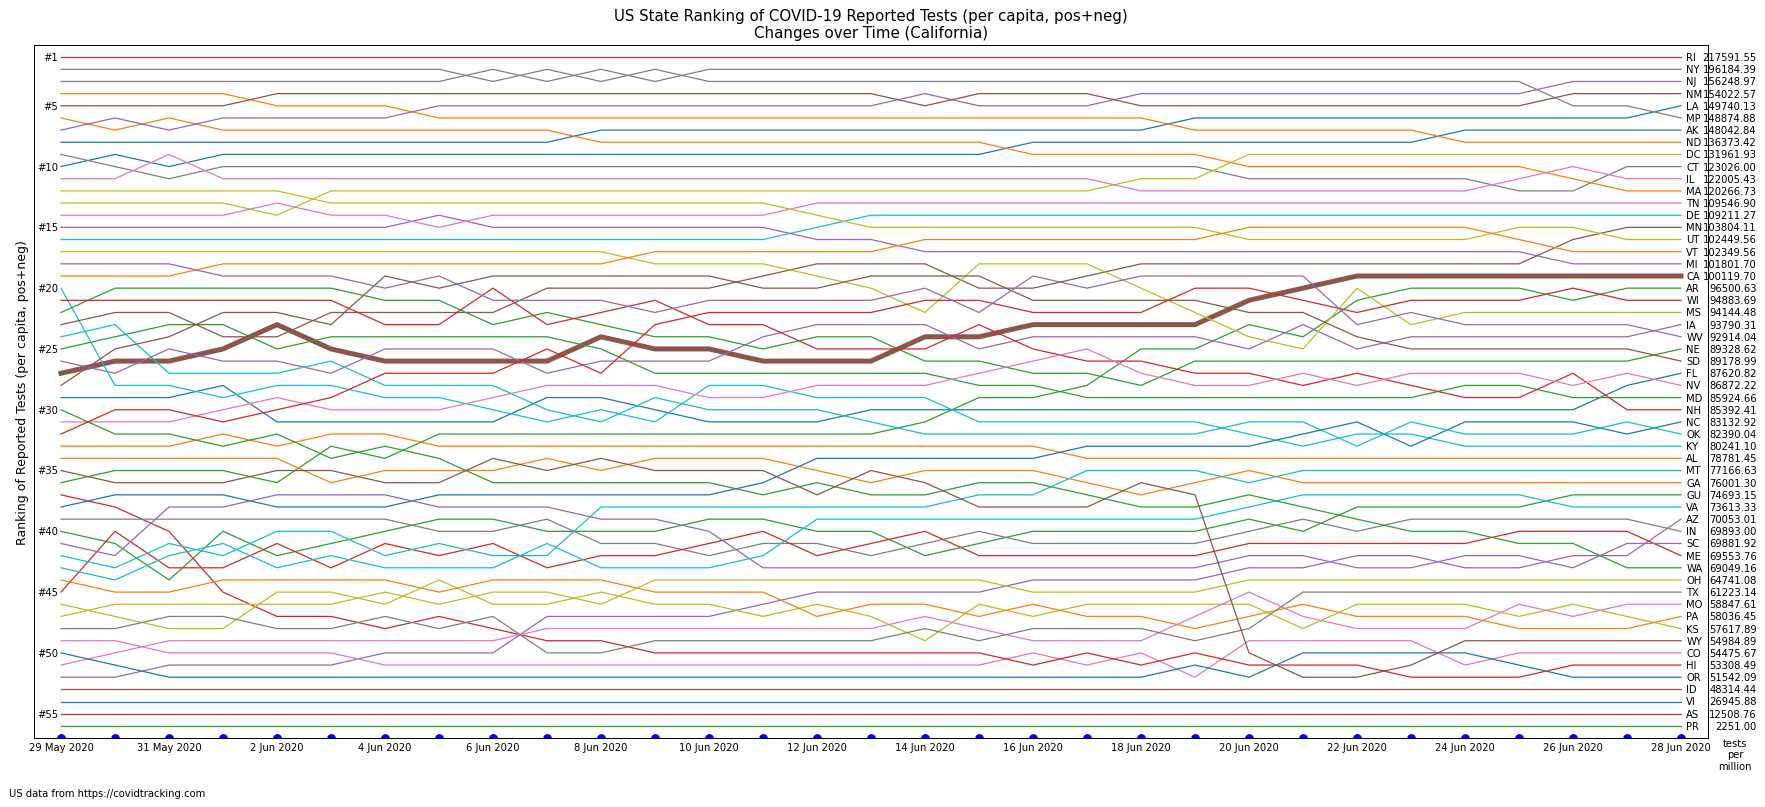 US State Ranking of COVID-19 Reported Tests (per capita, pos+neg)
Changes over Time (California)
Ranking of Reported Tests (per capita, pos+neg)
#1
#5
#10
#15
#20
#25
#30
#35
#40
#45
#50
#55
RI 217591.55
NY 196184.39
NJ 156248.97
NM 154022.57
LA 149740.13
MP 148874.88
AK 148042.84
ND 136373.42
DC 131961.93
CT 123026.00
IL 122005.43
MA 120266.73
TN 109546.90
DE 109211.27
MN 103804.11
UT 102449.56
VT 102349.56
MI 101801.70
CA 100119.70
AR 96500.63
WI 94883.69
MS 94144.48
IA 93790.31
WV 92914.04
NE 89328.62
SD 89178.99
FL 87620.82
NV 86872.22
MD 85924.66
NH 85392.41
NC 83132.92
OK 82390.04
KY 80241.10
AL 78781.45
MT 77166.63
GA 76001.30
GU 74693.15
VA 73613.33
AZ 70053.01
IN 69893.00
SC 69881.92
ME 69553.76
WA 69049.16
OH 64741.08
TX 61223.14
MO 58847.61
PA 58036.45
KS 57617.89
WY 54984.89
CO 54475.67
HI 53308.49
OR 51542.09
ID 48314.44
VI 26945.88
AS 12508.76
PR 2251.00
29 May 2020
31 May 2020
2 Jun 2020
4 Jun 2020
6 Jun 2020
8 Jun 2020
10 Jun 2020
12 Jun 2020
14 Jun 2020
16 Jun 2020
18 Jun 2020
20 Jun 2020
22 Jun 2020
24 Jun 2020
26 Jun 2020
28 Jun 2020
tests
per
million
US data from https://covidtracking.com